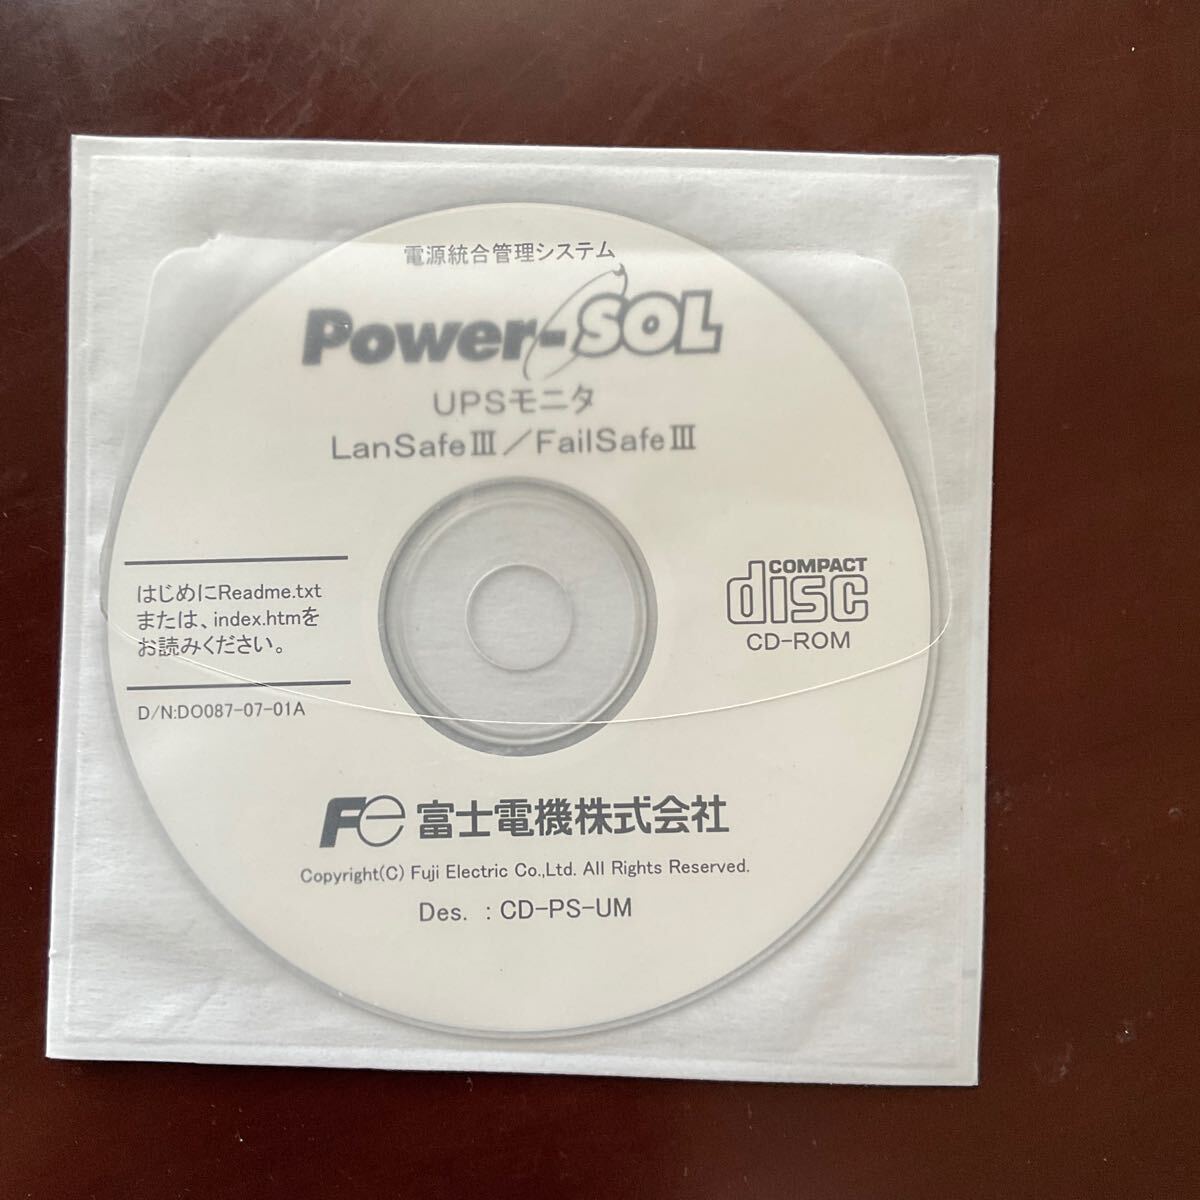 電源統合管理システム
Power-SOL
UPSモニタ
LanSafeⅢ／FailSafeⅢ
はじめにReadme.txt
または、index.htmを
お読みください。
D/N:DO087-07-01A
COMPACT
disc
CD-ROM
Fe 富士電機株式会社
Copyright(C) Fuji Electric Co.,Ltd. All Rights Reserved.
Des. : CD-PS-UM